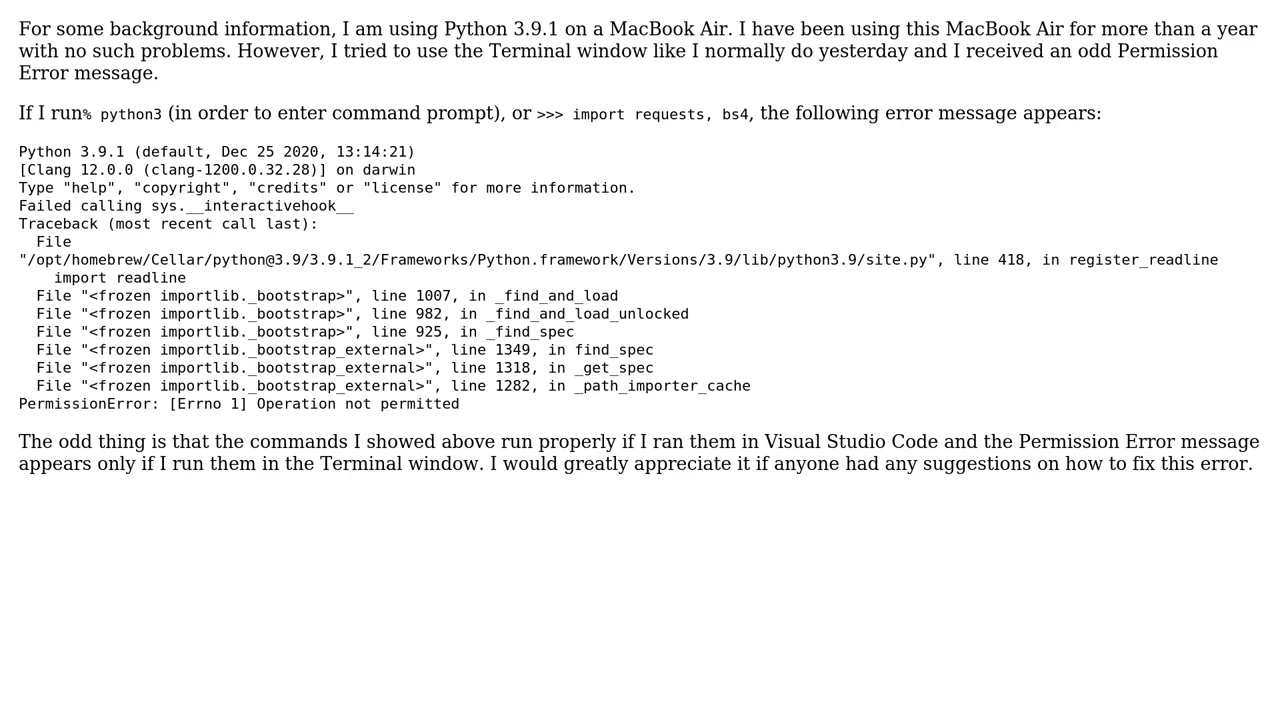 For some background information, I am using Python 3.9.1 on a MacBook Air. I have been using this MacBook Air for more than a year
with no such problems. However, I tried to use the Terminal window like I normally do yesterday and I received an odd Permission
Error message.
If I run% python3 (in order to enter command prompt), or >>> import requests, bs4, the following error message appears:
Python 3.9.1 (default, Dec 25 2020, 13:14:21)
[Clang 12.0.0 (clang-1200.0.32.28)] on darwin
Type "help", "copyright", "credits" or "license" for more information.
Failed calling sys.__interactivehook__
Traceback (most recent call last):
  File
"/opt/homebrew/Cellar/python@3.9/3.9.1_2/Frameworks/Python.framework/Versions/3.9/lib/python3.9/site.py", line 418, in register_readline
    import readline
  File "<frozen importlib._bootstrap>", line 1007, in _find_and_load
  File "<frozen importlib._bootstrap>", line 982, in _find_and_load_unlocked
  File "<frozen importlib._bootstrap>", line 925, in _find_spec
  File "<frozen importlib._bootstrap_external>", line 1349, in find_spec
  File "<frozen importlib._bootstrap_external>", line 1318, in _get_spec
  File "<frozen importlib._bootstrap_external>", line 1282, in _path_importer_cache
PermissionError: [Errno 1] Operation not permitted
The odd thing is that the commands I showed above run properly if I ran them in Visual Studio Code and the Permission Error message
appears only if I run them in the Terminal window. I would greatly appreciate it if anyone had any suggestions on how to fix this error.